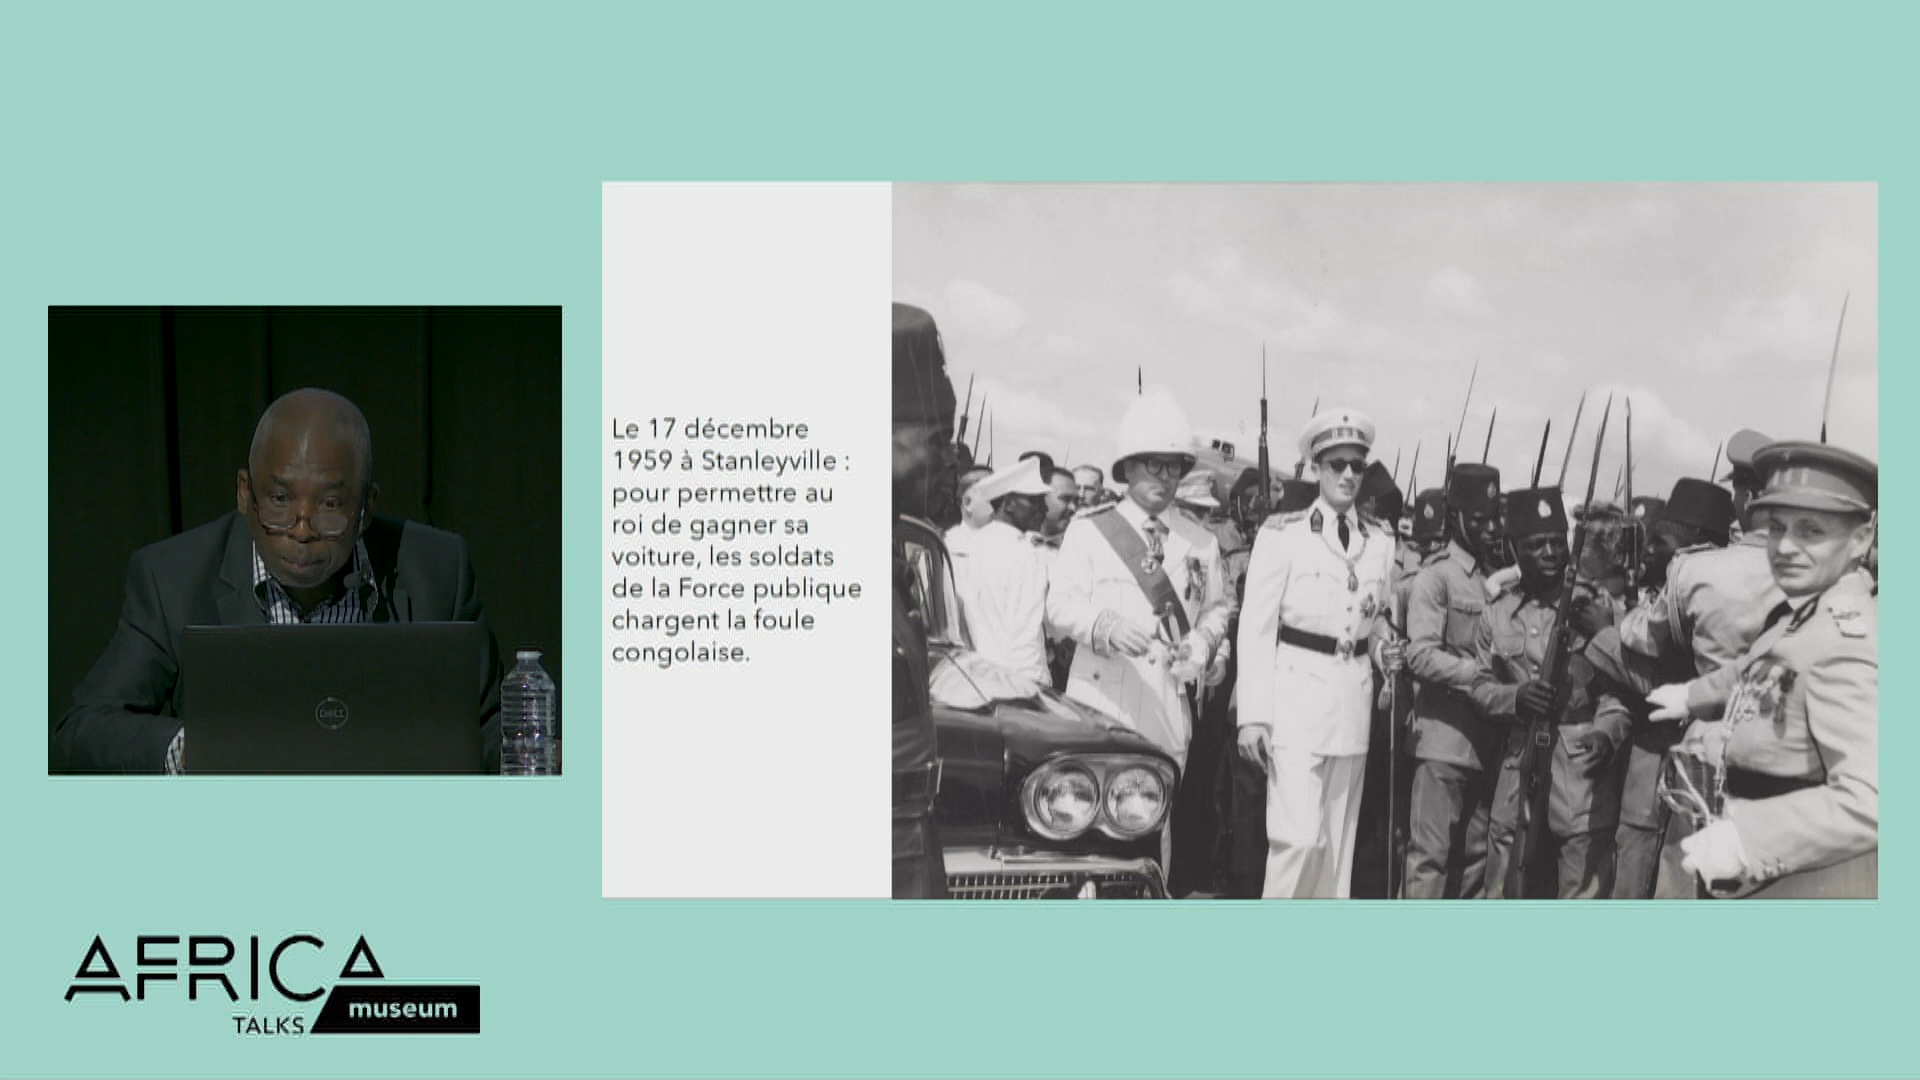 Le 17 décembre
1959 à Stanleyville :
pour permettre au
roi de gagner sa
voiture, les soldats
de la Force publique
chargent la foule
congolaise.
DELL
AFRICA
TALKS museum